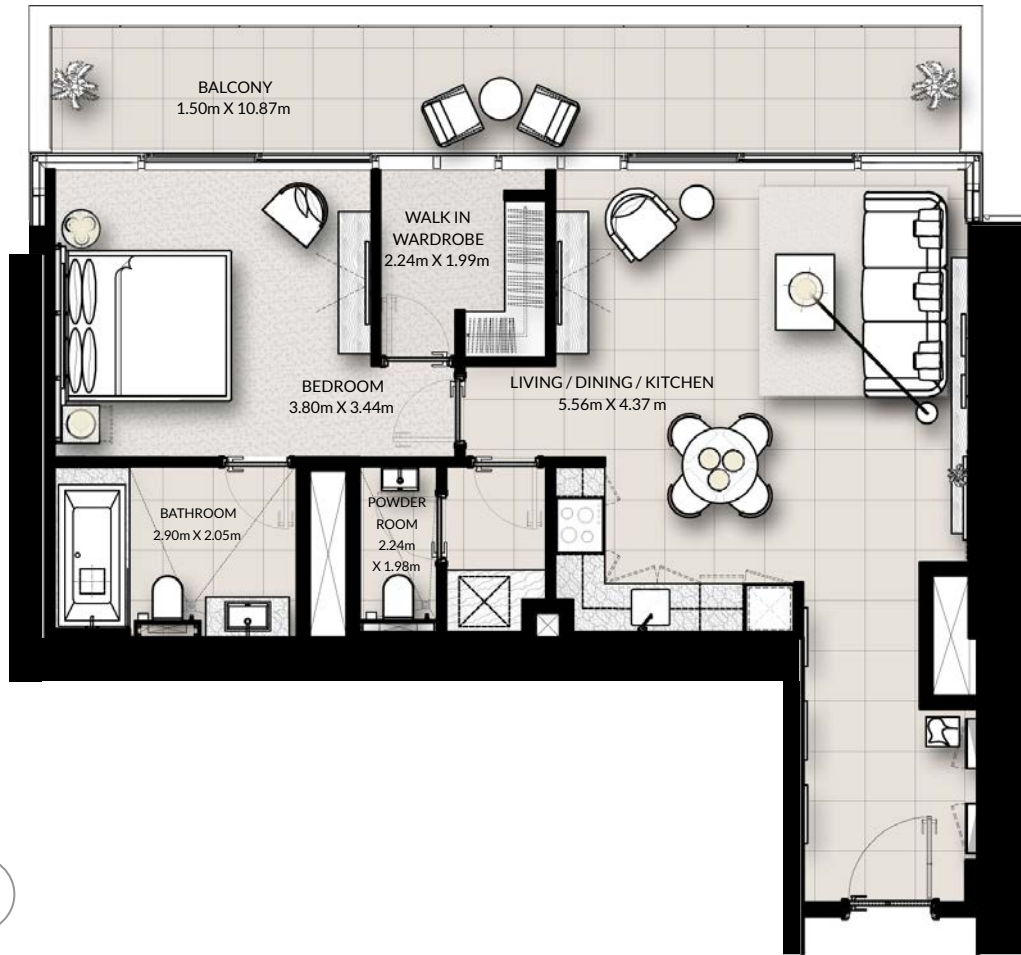 BALCONY
1.50m X 10.87m
WALK IN
WARDROBE
2.24m X 1.99m
BEDROOM
3.80m X 3.44m
LIVING / DINING / KITCHEN
5.56m X 4.37 m
BATHROOM
2.90m X 2.05m
POWDER
ROOM
2.24m
X 1.98m